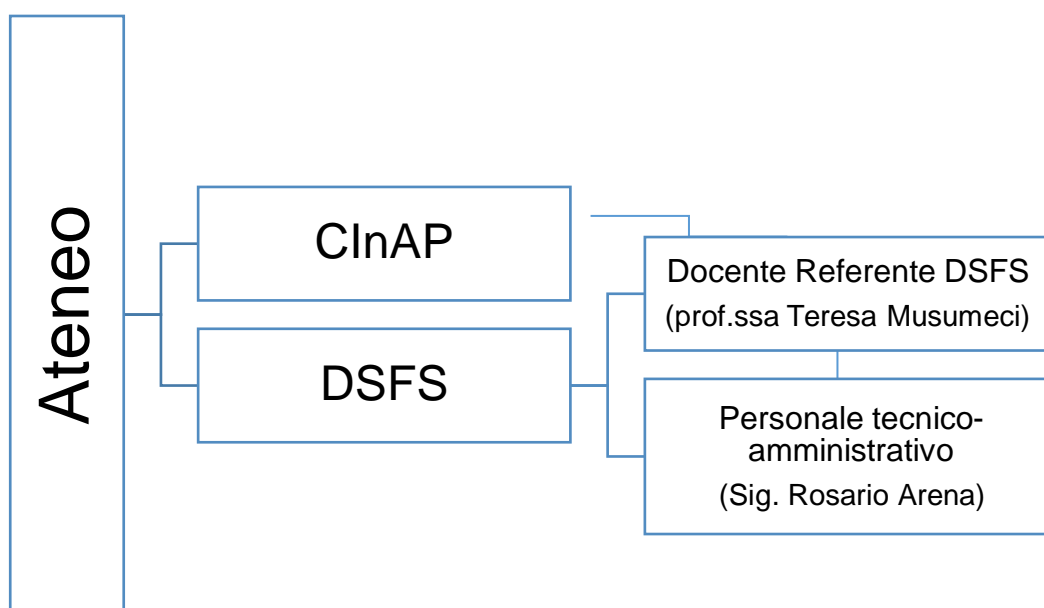 Ateneo
CInAP
DSFS
Docente Referente DSFS
(prof.ssa Teresa Musumeci)
Personale tecnico-
amministrativo
(Sig. Rosario Arena)